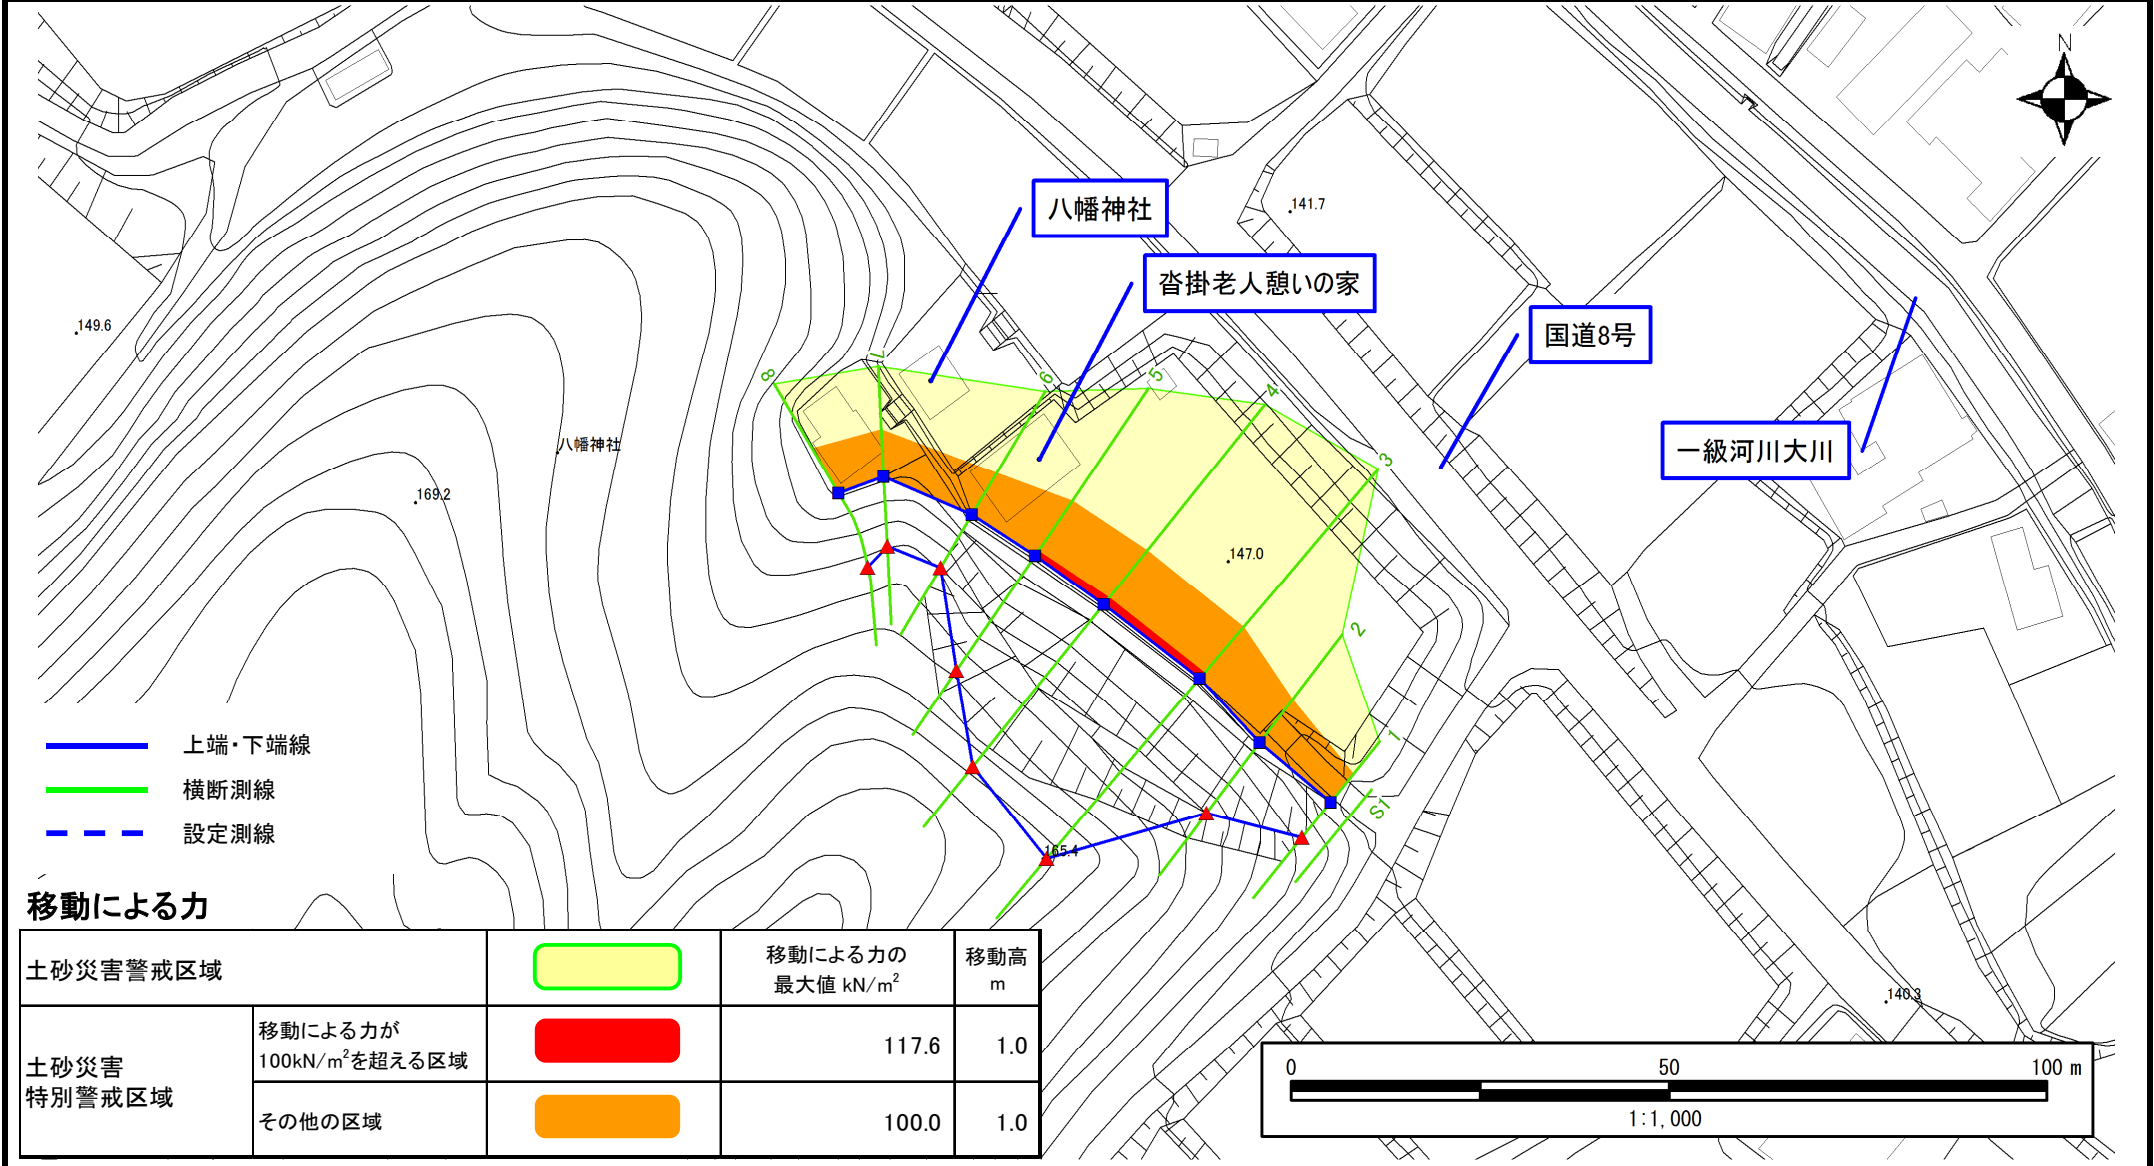 N
八幡神社
141.7
沓掛老人憩いの家
国道8号
149.6
一級河川大川
八幡神社
169.2
8
7
6
5
4
3
147.0
2
1
S1
165.4
140.3
上端・下端線
横断測線
設定測線
移動による力
土砂災害警戒区域
移動による力の
最大値 kN/m²
移動高
m
土砂災害
特別警戒区域
移動による力が
100kN/m²を超える区域
117.6
1.0
その他の区域
100.0
1.0
0
50
100 m
1:1,000